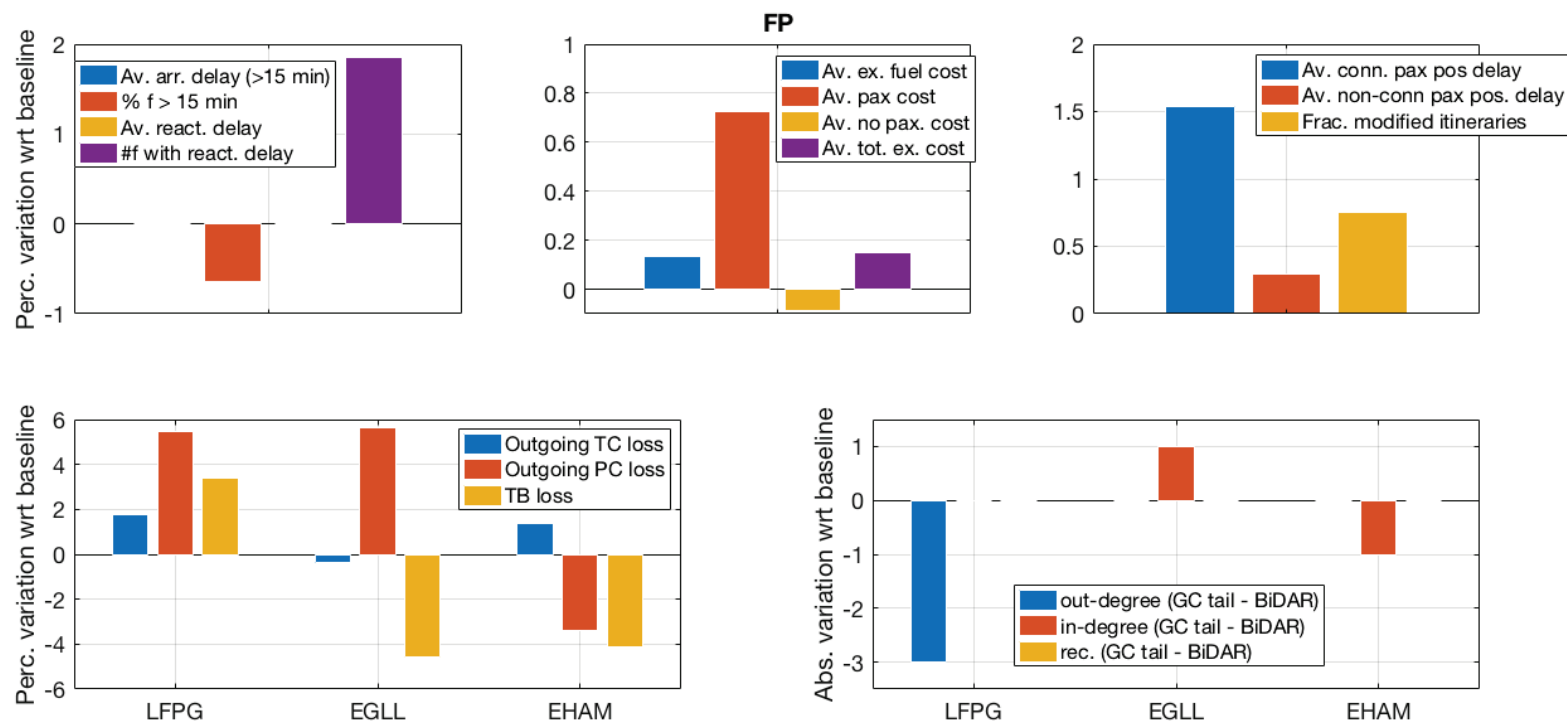 FP
Perc. variation wrt baseline
2
1
0
-1
Av. arr. delay (>15 min)
% f > 15 min
Av. react. delay
#f with react. delay
1
0.8
0.6
0.4
0.2
0
Av. ex. fuel cost
Av. pax cost
Av. no pax. cost
Av. tot. ex. cost
2
1.5
1
0.5
0
Av. conn. pax pos delay
Av. non-conn pax pos. delay
Frac. modified itineraries
Perc. variation wrt baseline
6
4
2
0
-2
-4
-6
Outgoing TC loss
Outgoing PC loss
TB loss
LFPG
EGLL
EHAM
Abs. variation wrt baseline
1
0
-1
-2
-3
out-degree (GC tail - BiDAR)
in-degree (GC tail - BiDAR)
rec. (GC tail - BiDAR)
LFPG
EGLL
EHAM